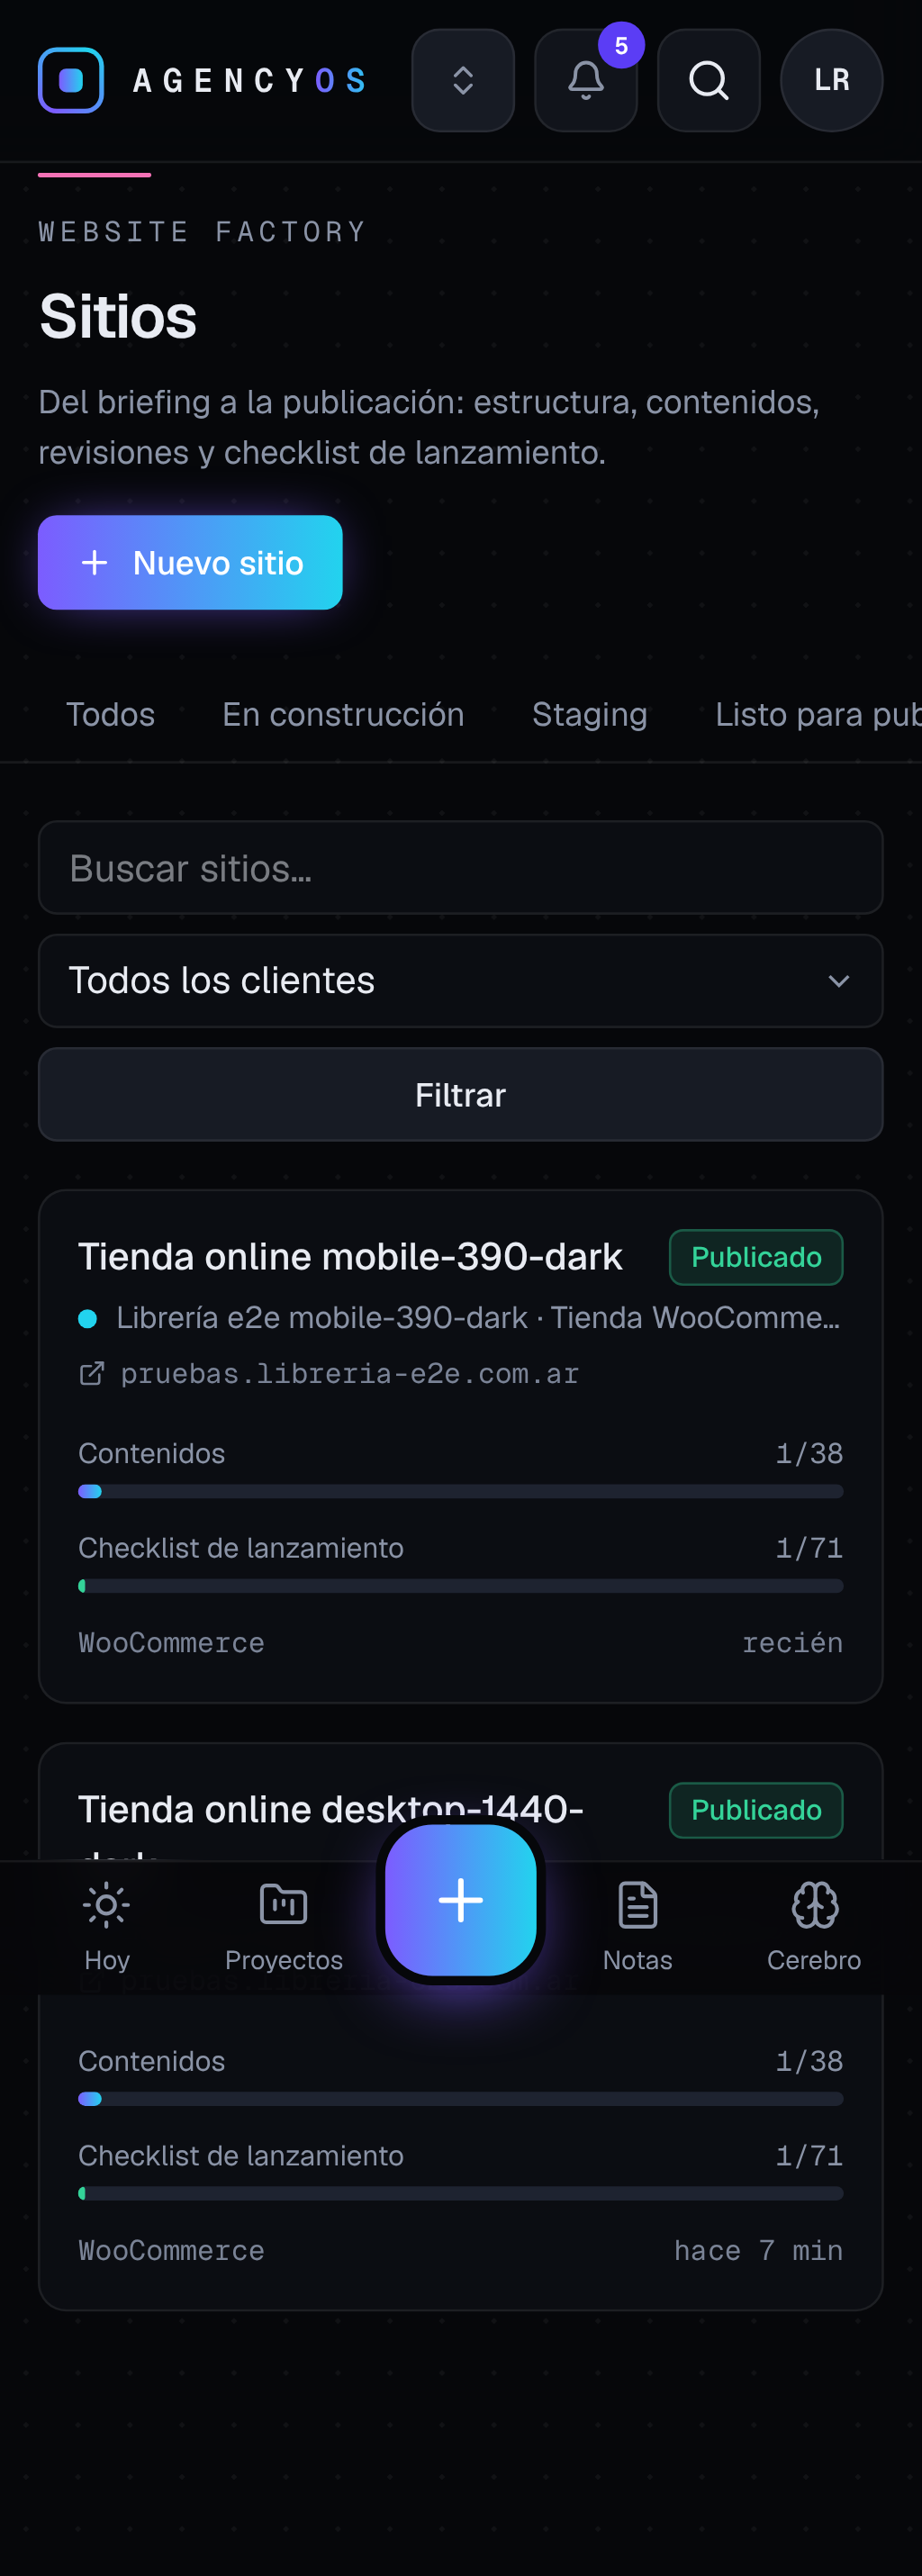 AGENCYOS
5
LR
WEBSITE FACTORY
Sitios
Del briefing a la publicación: estructura, contenidos,
revisiones y checklist de lanzamiento.
Nuevo sitio
Todos
En construcción
Staging
Listo para pub
Buscar sitios...
Todos los clientes
Filtrar
Tienda online mobile-390-dark
Publicado
Librería e2e mobile-390-dark · Tienda WooComme...
pruebas.libreria-e2e.com.ar
Contenidos
1/38
Checklist de lanzamiento
1/71
WooCommerce
recién
Tienda online desktop-1440-
Publicado
Hoy
Proyectos
Notas
Cerebro
Contenidos
1/38
Checklist de lanzamiento
1/71
WooCommerce
hace 7 min